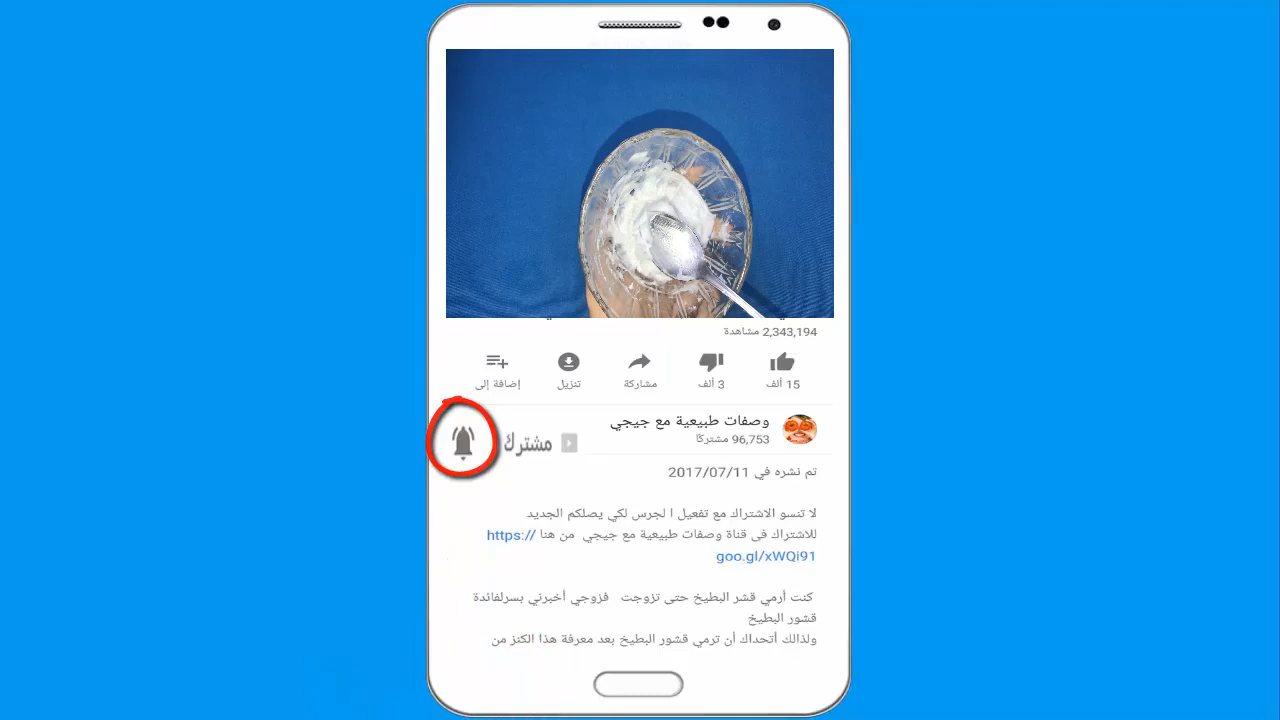 2,343,194 مشاهدة
15 ألف
3 ألف
مشاركة
تنزيل
إضافة إلى
وصفات طبيعية مع جيجي
96,753 مشتركًا
مشترك
تم نشره في 2017/07/11
لا تنسو الاشتراك مع تفعيل ا لجرس لكي يصلكم الجديد
للاشتراك فى قناة وصفات طبيعية مع جيجي  من هنا https://
goo.gl/xWQi91
كنت أرمي قشر البطيخ حتى تزوجت   فزوجي أخبرني بسرلفائدة
قشور البطيخ
ولذالك أتحداك أن ترمي قشور البطيخ بعد معرفة هذا الكنز من